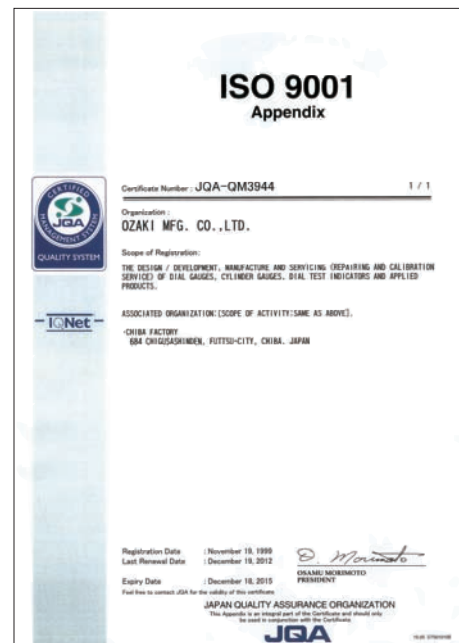 ISO 9001
Appendix
CERTIFIED
MANAGEMENT SYSTEM
JQA
QUALITY SYSTEM
IQNet
Certificate Number : JQA-QM3944 1 / 1
Organization :
OZAKI MFG. CO.,LTD.
Scope of Registration:
THE DESIGN / DEVELOPMENT, MANUFACTURE AND SERVICING (REPAIRING AND CALIBRATION
SERVICE) OF DIAL GAUGES, CYLINDER GAUGES, DIAL TEST INDICATORS AND APPLIED
PRODUCTS.
ASSOCIATED ORGANIZATION:[SCOPE OF ACTIVITY:SAME AS ABOVE].
·CHIBA FACTORY
684 CHIGUSASHINDEN, FUTTSU-CITY, CHIBA. JAPAN
Registration Date : November 19, 1999
Last Renewal Date : December 19, 2012
Expiry Date : December 18, 2015
O. Morimoto
OSAMU MORIMOTO
PRESIDENT
Feel free to contact JQA for the validity of this certificate.
JAPAN QUALITY ASSURANCE ORGANIZATION
This Appendix is an integral part of the Certificate and should only
be used in conjunction with the Certificate.
JQA